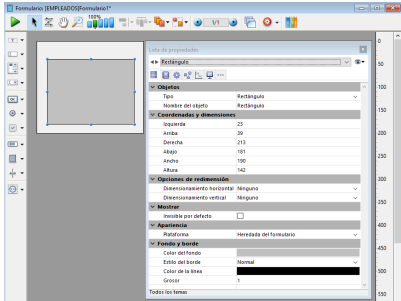 Formulario: [EMPLEADOS]Formulario1*
100%
1/1
Lista de propiedades
Rectángulo
Objetos
Tipo Rectángulo
Nombre del objeto Rectángulo
Coordenadas y dimensiones
Izquierda 23
Arriba 39
Derecha 213
Abajo 181
Ancho 190
Altura 142
Opciones de redimensión
Dimensionamiento horizontal Ninguno
Dimensionamiento vertical Ninguno
Mostrar
Invisible por defecto
Apariencia
Plataforma Heredada del formulario
Fondo y borde
Color del fondo
Estilo del borde Normal
Color de la línea
Grosor 1
Todos los temas
0
50
100
150
200
250
300
350
400
450
500
550